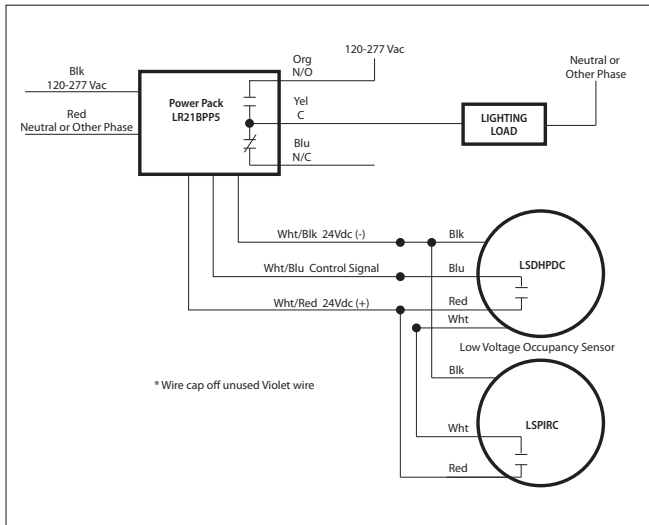 Blk
120-277 Vac
Red
Neutral or Other Phase
Power Pack
LR21BPP5
Org
N/O
120-277 Vac
Yel
C
Blu
N/C
LIGHTING
LOAD
Neutral or
Other Phase
Wht/Blk 24Vdc (-)
Wht/Blu Control Signal
Wht/Red 24Vdc (+)
Blk
Blu
Red
Wht
LSDHPDC
Low Voltage Occupancy Sensor
* Wire cap off unused Violet wire
Blk
Wht
Red
LSPIRC